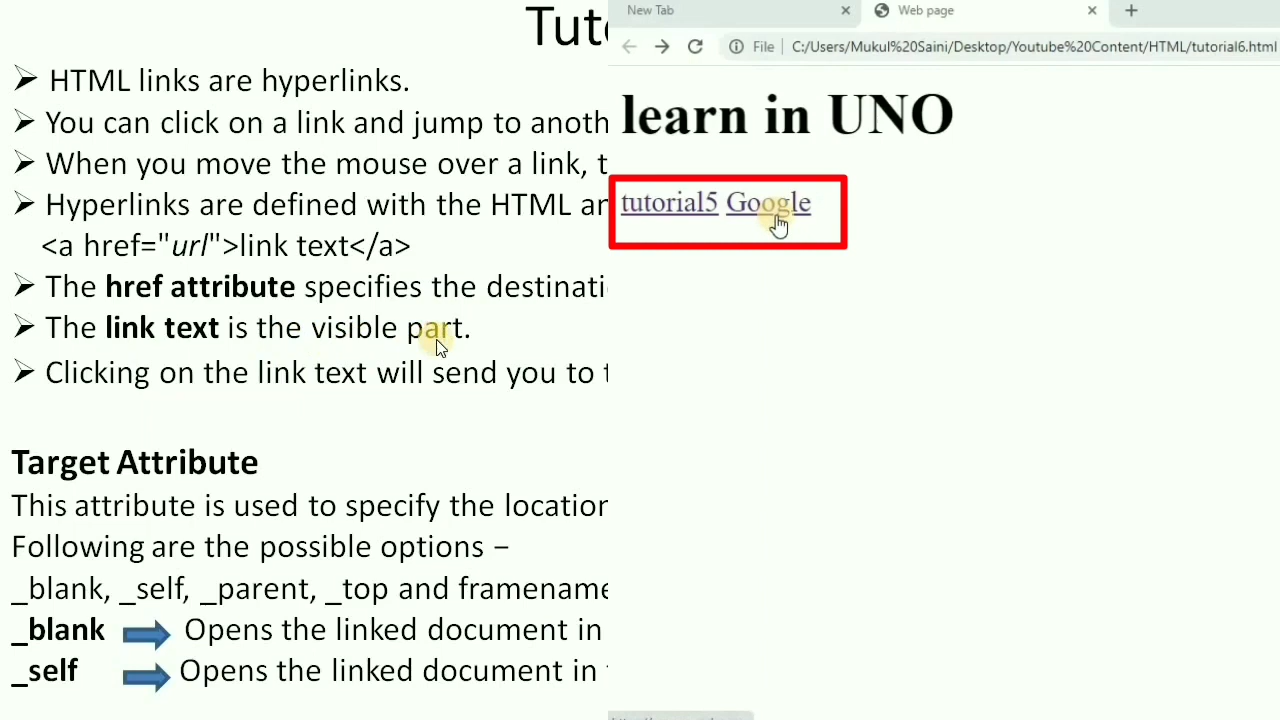 Tuto
HTML links are hyperlinks.
You can click on a link and jump to anoth
When you move the mouse over a link, t
Hyperlinks are defined with the HTML an
<a href="url">link text</a>
The href attribute specifies the destinati
The link text is the visible part.
Clicking on the link text will send you to t
Target Attribute
This attribute is used to specify the location
Following are the possible options –
_blank, _self, _parent, _top and framename
_blank Opens the linked document in
_self Opens the linked document in
New Tab Web page
File C:/Users/Mukul%20Saini/Desktop/Youtube%20Content/HTML/tutorial6.html
learn in UNO
tutorial5 Google